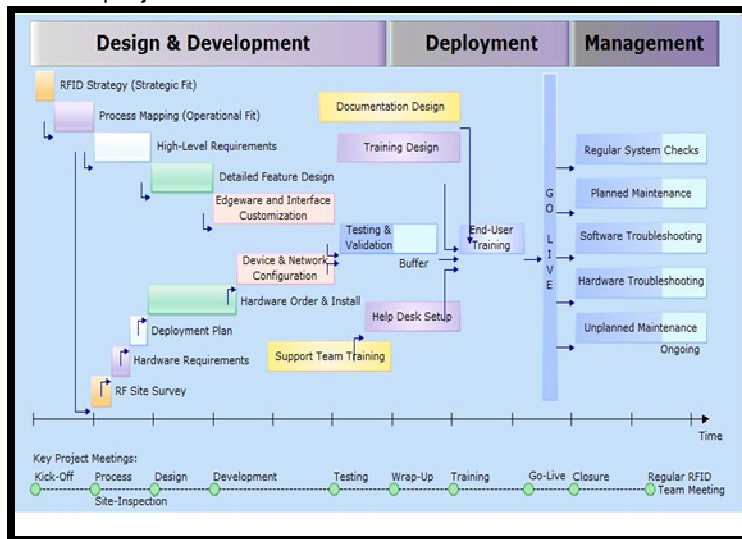 Design & Development
Deployment
Management
RFID Strategy (Strategic Fit)
Process Mapping (Operational Fit)
High-Level Requirements
Detailed Feature Design
Edgeware and Interface
Customization
Documentation Design
Training Design
Testing &
Validation
Buffer
End-User
Training
Device & Network
Configuration
Hardware Order & Install
Deployment Plan
Hardware Requirements
RF Site Survey
Help Desk Setup
Support Team Training
GO LIVE
Regular System Checks
Planned Maintenance
Software Troubleshooting
Hardware Troubleshooting
Unplanned Maintenance
Ongoing
Time
Key Project Meetings:
Kick-Off
Process
Site-Inspection
Design
Development
Testing
Wrap-Up
Training
Go-Live
Closure
Regular RFID
Team Meeting